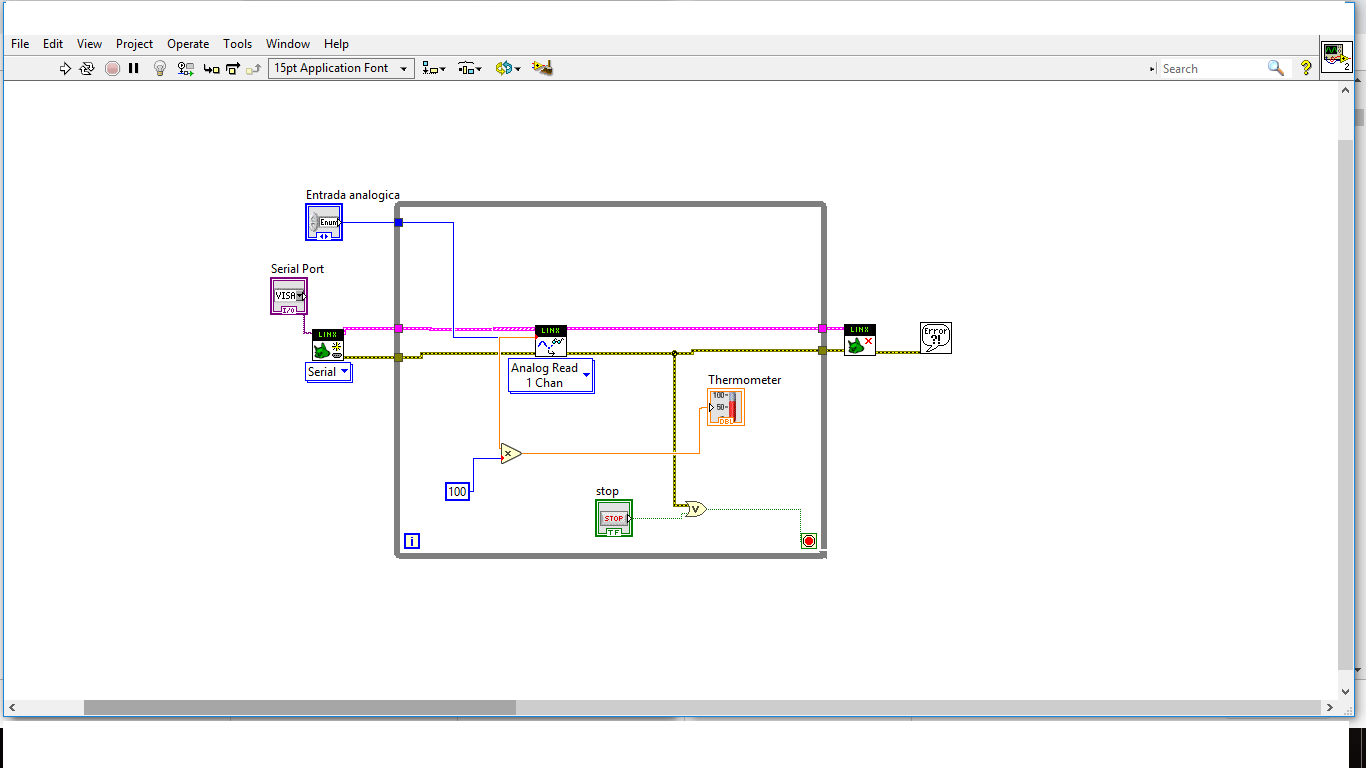 File Edit View Project Operate Tools Window Help
15pt Application Font
Search
2
Entrada analogica
Enum
Serial Port
VISA
I/O
LINX
LINX
LINX
Error
?!
Serial
Analog Read
1 Chan
Thermometer
100
50
DBL
×
100
stop
STOP
TF
V
i